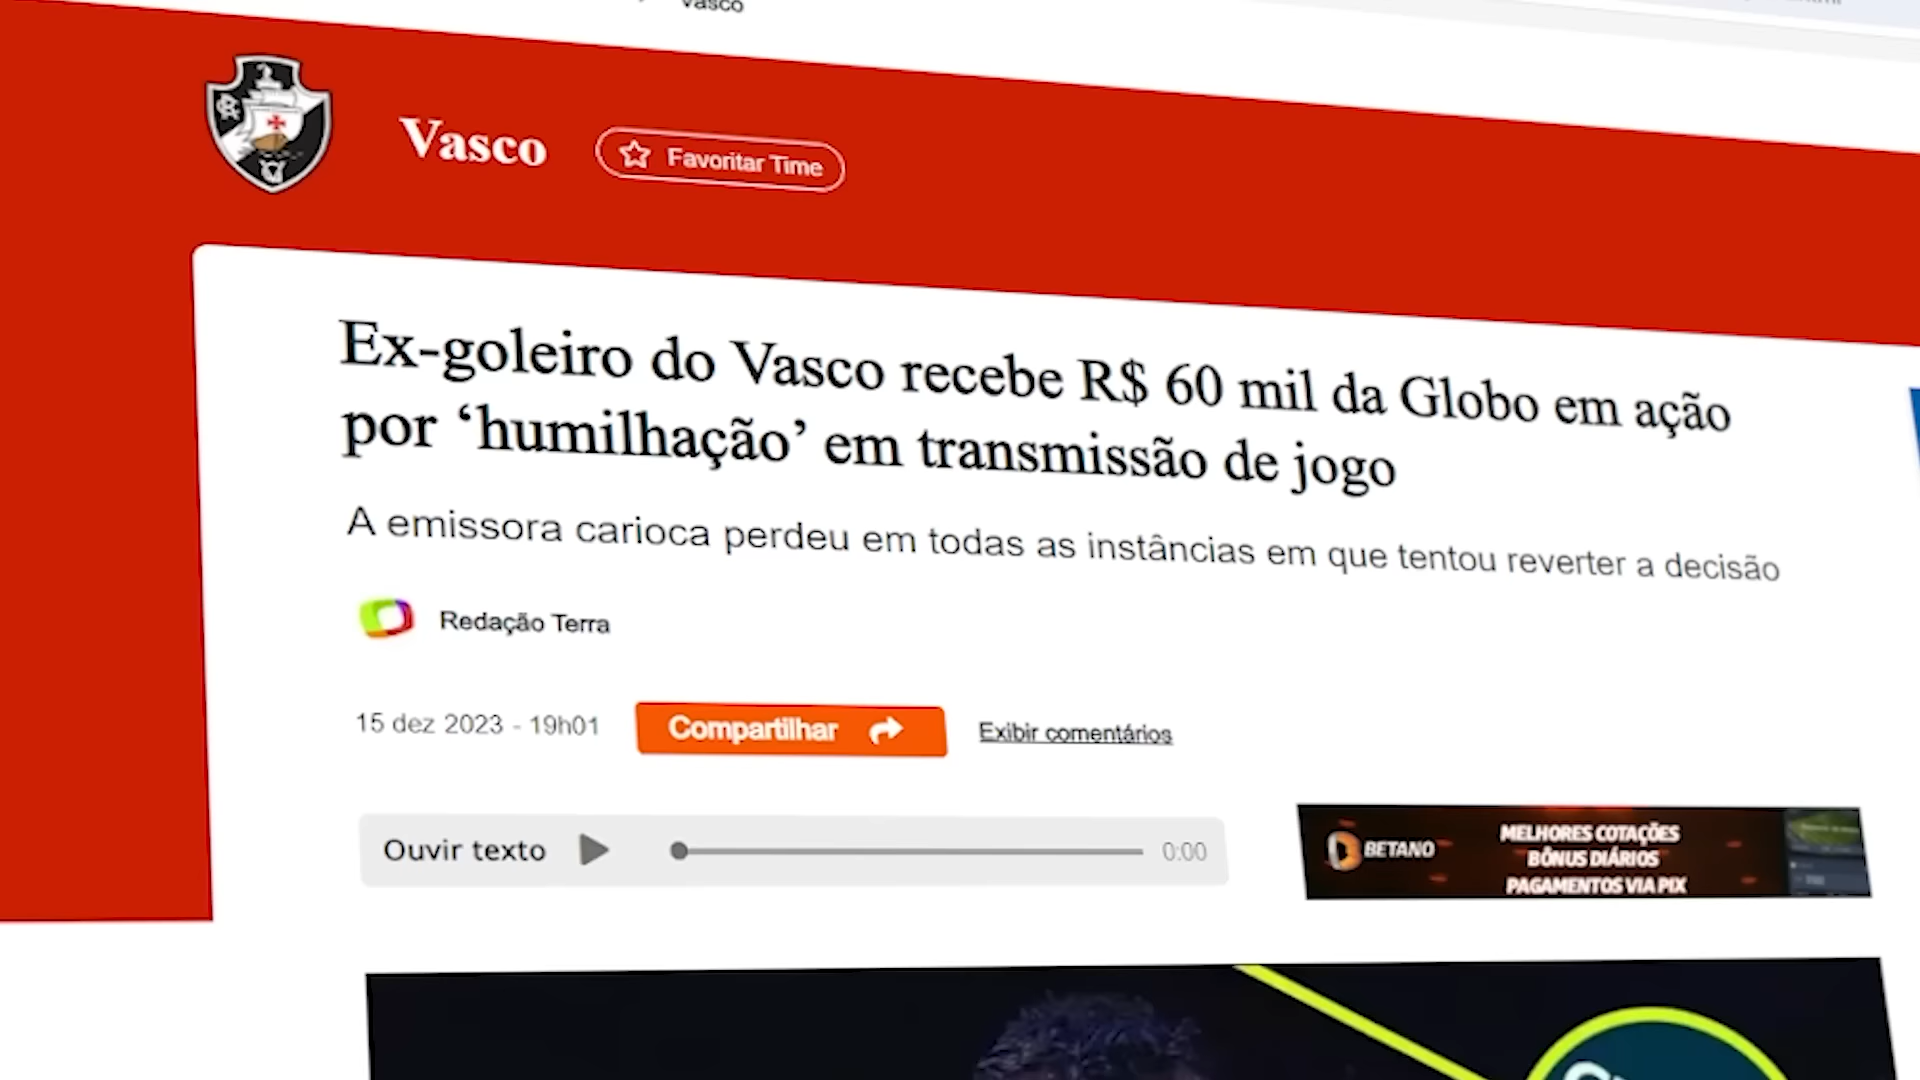 Vasco
Vasco
Favoritar Time
Ex-goleiro do Vasco recebe R$ 60 mil da Globo em ação
por ‘humilhação’ em transmissão de jogo
A emissora carioca perdeu em todas as instâncias em que tentou reverter a decisão
Redação Terra
15 dez 2023 - 19h01
Compartilhar
Exibir comentários
Ouvir texto
0:00
BETANO
MELHORES COTAÇÕES
BÔNUS DIÁRIOS
PAGAMENTOS VIA PIX